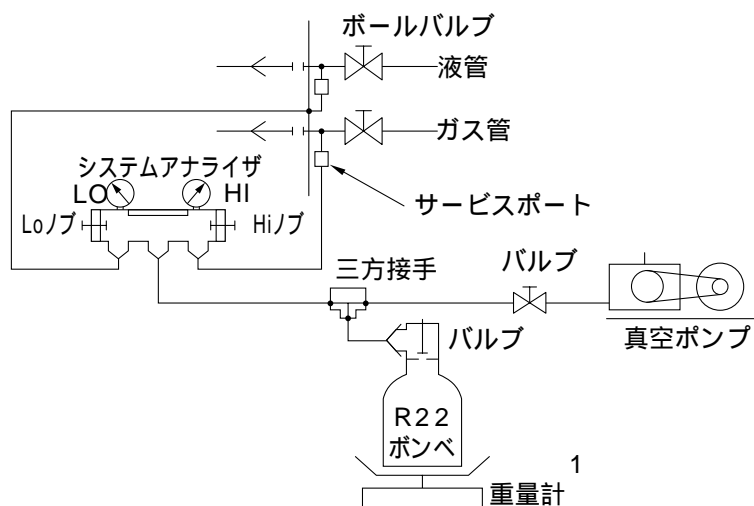 ボールバルブ
液管
ガス管
システムアナライザ
LO
HI
Loノブ
Hiノブ
サービスポート
三方接手
バルブ
真空ポンプ
バルブ
R22
ボンベ
1
重量計